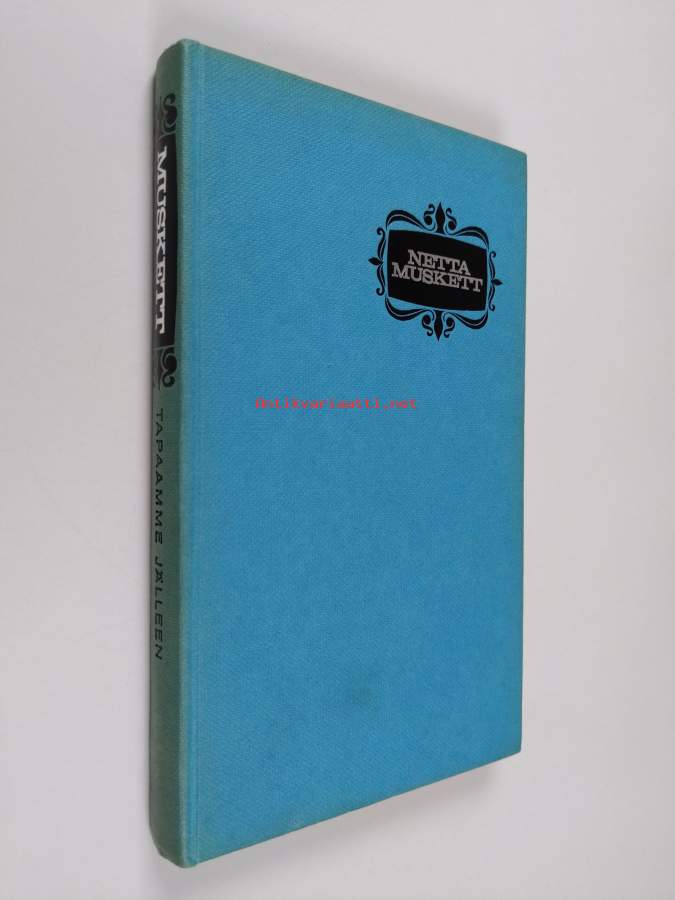 NETTA
MUSKETT
antikvariaatti.net
MUSKETT
TAPAAMME JÄLLEEN